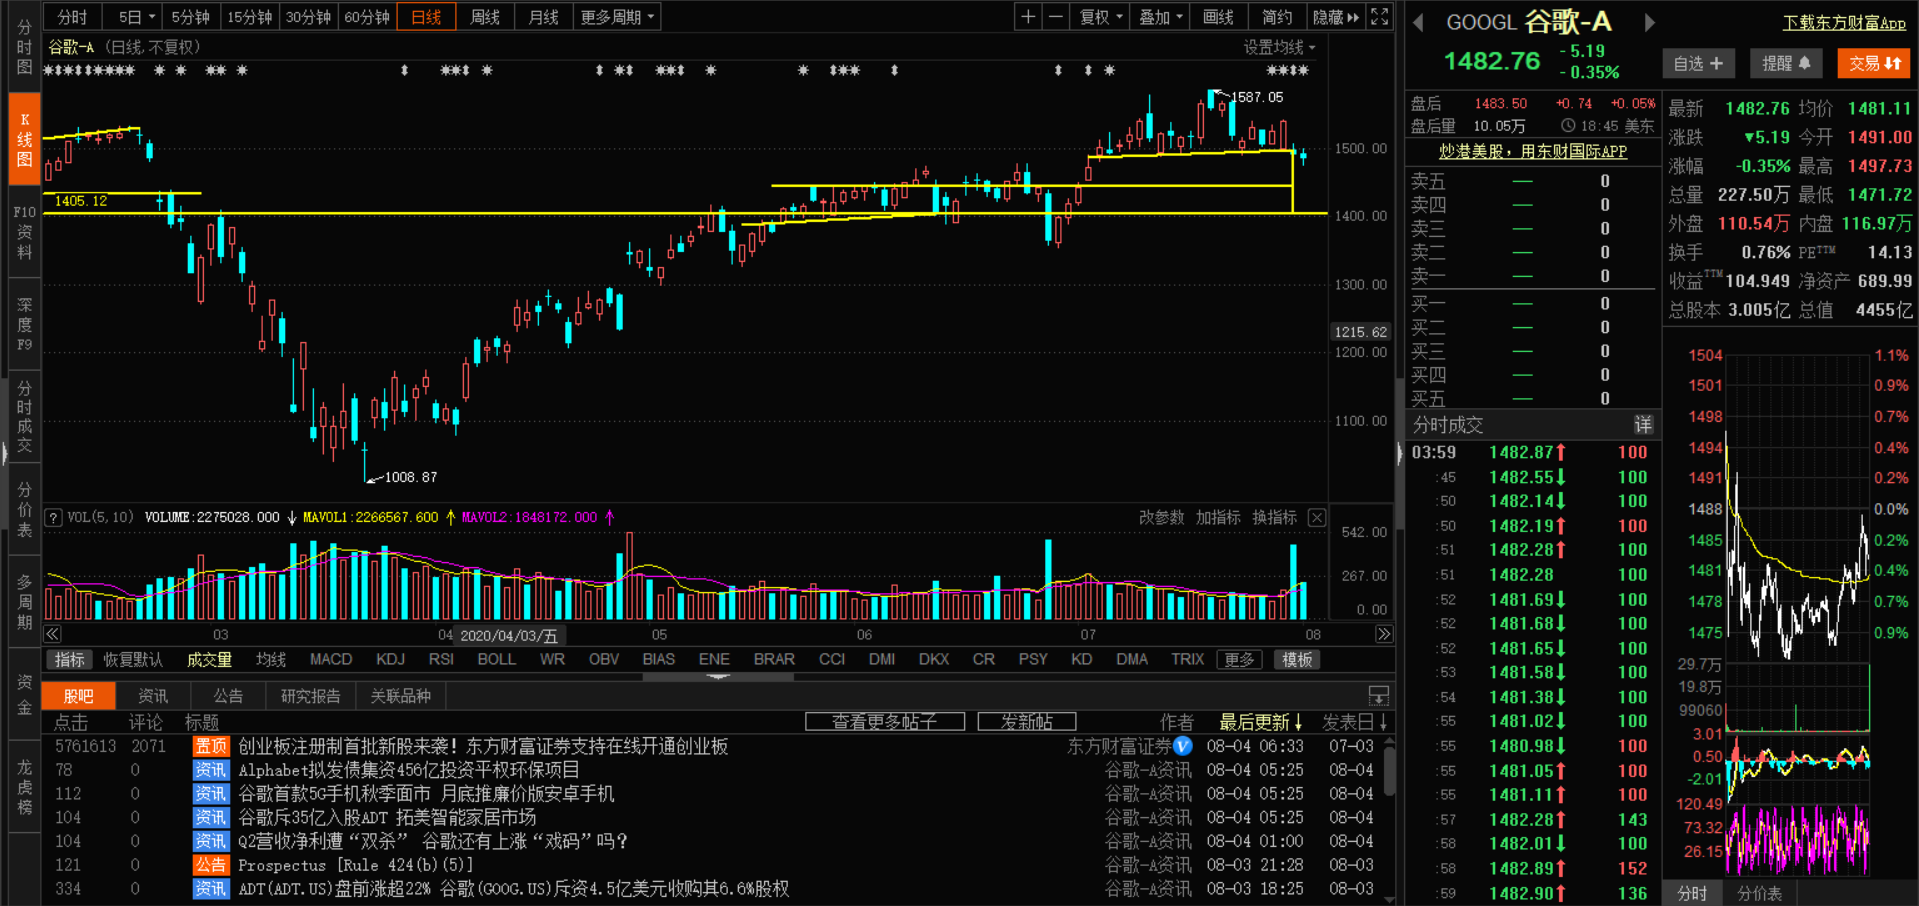 分时 5日 5分钟 15分钟 30分钟 60分钟 日线 周线 月线 更多周期
复权 叠加 画线 简约 隐藏
谷歌-A (日线,不复权)
设置均线
分时图
K线图
F10资料
深度F9
分时成交
分价表
多周期
资金
龙虎榜
1587.05
1405.12
1008.87
1500.00
1400.00
1300.00
1215.62
1200.00
1100.00
? VOL(5,10) VOLUME:2275028.000 ↓ MAVOL1:2266567.600 ↑ MAVOL2:1848172.000 ↑
改参数 加指标 换指标
542.00
267.00
0.00
03 04 2020/04/03/五 05 06 07 08
指标 恢复默认 成交量 均线 MACD KDJ RSI BOLL WR OBV BIAS ENE BRAR CCI DMI DKX CR PSY KD DMA TRIX 更多 模板
股吧 资讯 公告 研究报告 关联品种
点击 评论 标题 查看更多帖子 发新帖 作者 最后更新↓ 发表日↓
5761613 2071 置顶 创业板注册制首批新股来袭！东方财富证券支持在线开通创业板 东方财富证券 V 08-04 06:33 07-03
78 0 资讯 Alphabet拟发债集资456亿投资平权环保项目 谷歌-A资讯 08-04 05:25 08-04
112 0 资讯 谷歌首款5G手机秋季面市 月底推廉价版安卓手机 谷歌-A资讯 08-04 05:25 08-04
104 0 资讯 谷歌斥35亿入股ADT 拓美智能家居市场 谷歌-A资讯 08-04 05:25 08-04
104 0 资讯 Q2营收净利遭“双杀” 谷歌还有上涨“戏码”吗？ 谷歌-A资讯 08-04 01:00 08-04
121 0 公告 Prospectus [Rule 424(b)(5)] 谷歌-A资讯 08-03 21:28 08-03
334 0 资讯 ADT(ADT.US)盘前涨超22% 谷歌(GOOG.US)斥资4.5亿美元收购其6.6%股权 谷歌-A资讯 08-03 18:25 08-03
GOOGL 谷歌-A
下载东方财富App
1482.76 -5.19 -0.35%
自选 + 提醒 交易
盘后 1483.50 +0.74 +0.05%
盘后量 10.05万 18:45 美东
炒港美股，用东财国际APP
卖五 — 0
卖四 — 0
卖三 — 0
卖二 — 0
卖一 — 0
买一 — 0
买二 — 0
买三 — 0
买四 — 0
买五 — 0
分时成交 详
03:59 1482.87↑ 100
:45 1482.55↓ 100
:50 1482.14↓ 100
:50 1482.19↑ 100
:51 1482.28↑ 100
:51 1482.28 100
:52 1481.69↓ 100
:52 1481.68↓ 100
:52 1481.65↓ 100
:53 1481.58↓ 100
:54 1481.38↓ 100
:55 1481.02↓ 100
:55 1480.98↓ 100
:55 1481.05↑ 100
:55 1481.11↑ 100
:57 1482.28↑ 143
:58 1482.01↓ 100
:58 1482.89↑ 152
:59 1482.90↑ 136
最新 1482.76 均价 1481.11
涨跌 ▼5.19 今开 1491.00
涨幅 -0.35% 最高 1497.73
总量 227.50万 最低 1471.72
外盘 110.54万 内盘 116.97万
换手 0.76% PE TTM 14.13
收益 TTM 104.949 净资产 689.99
总股本 3.005亿 总值 4455亿
1504 1.1%
1501 0.9%
1498 0.7%
1494 0.4%
1491 0.2%
1488 0.0%
1485 0.2%
1481 0.4%
1478 0.7%
1475 0.9%
29.7万
19.8万
99060
3.01
0.50
-2.01
120.49
73.32
26.15
分时 分价表